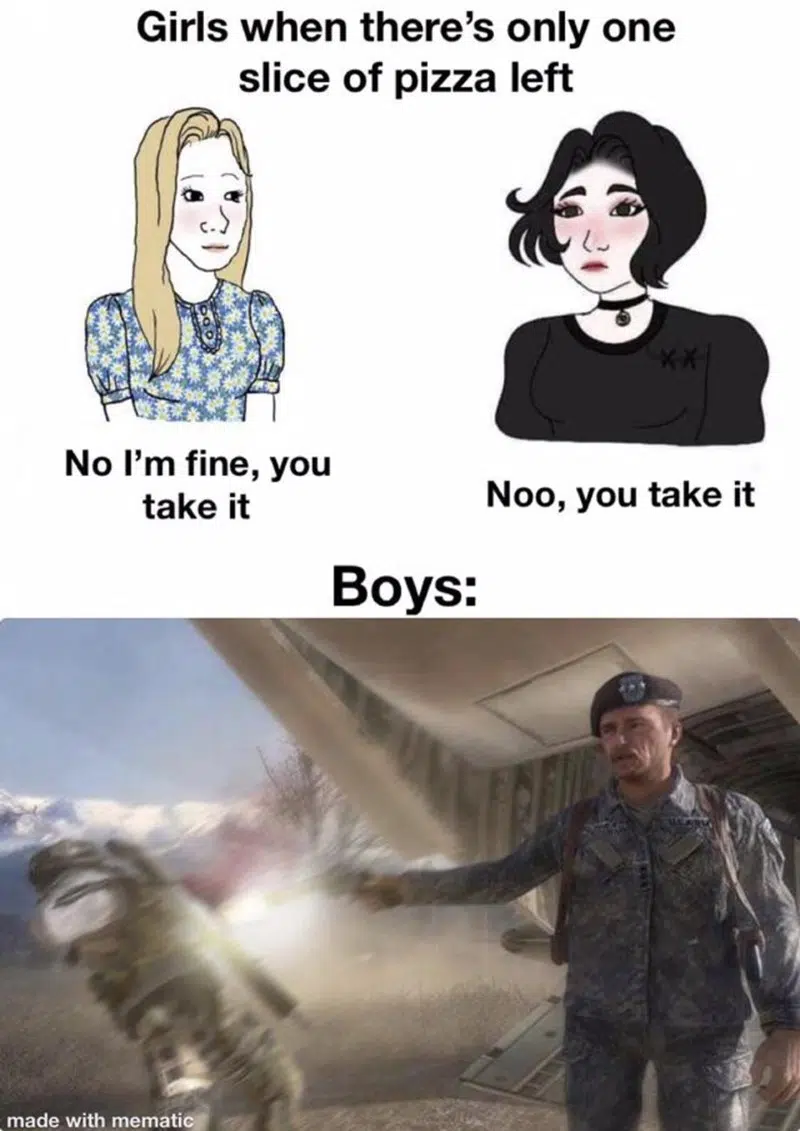 Girls when there's only one
slice of pizza left
No I'm fine, you
take it
Noo, you take it
Boys:
made with mematic